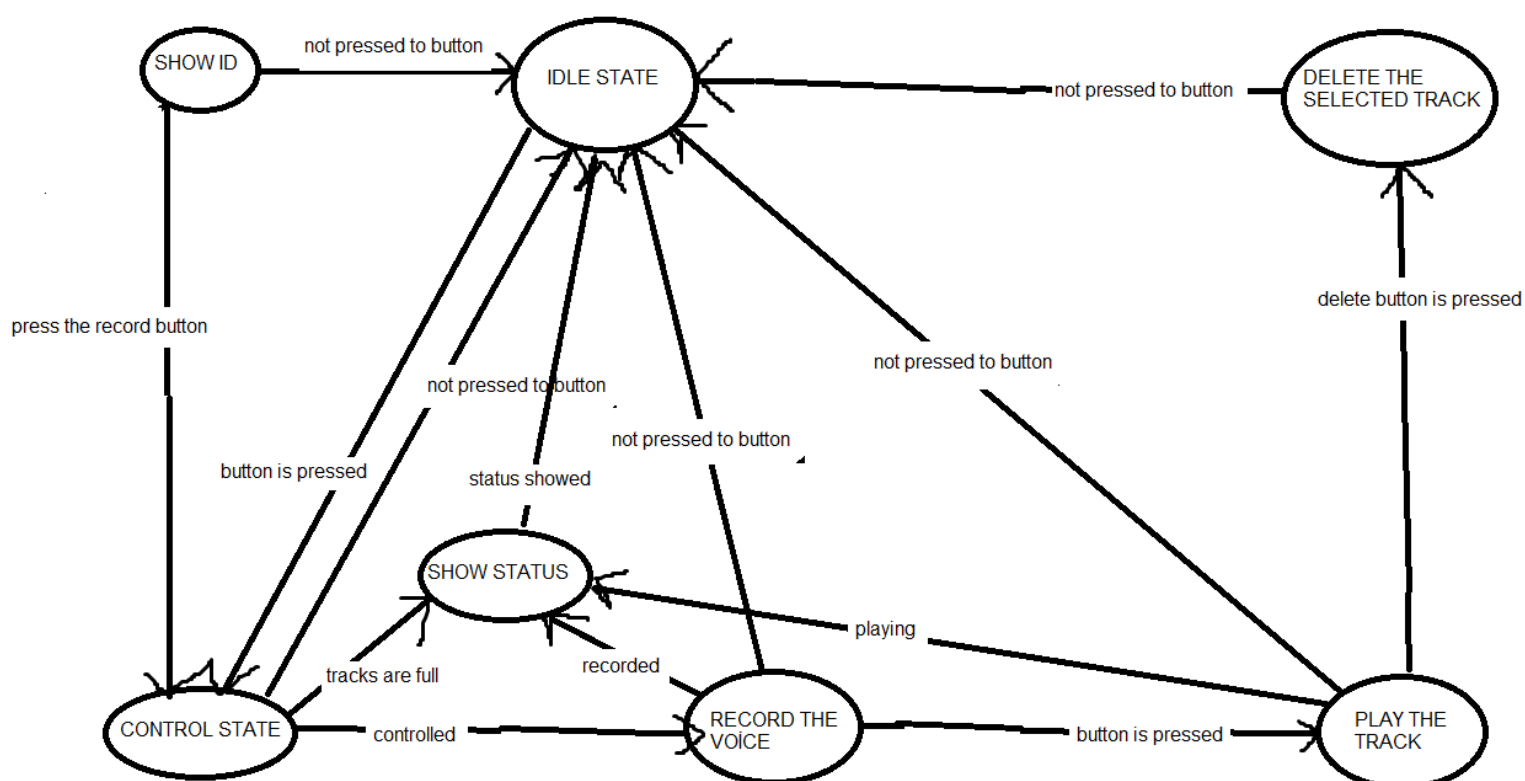 SHOW ID
not pressed to button
IDLE STATE
DELETE THE
SELECTED TRACK
not pressed to button
press the record button
delete button is pressed
not pressed to button
not pressed to button
not pressed to button
button is pressed
status showed
SHOW STATUS
playing
recorded
tracks are full
CONTROL STATE
controlled
RECORD THE
VOİCE
button is pressed
PLAY THE
TRACK